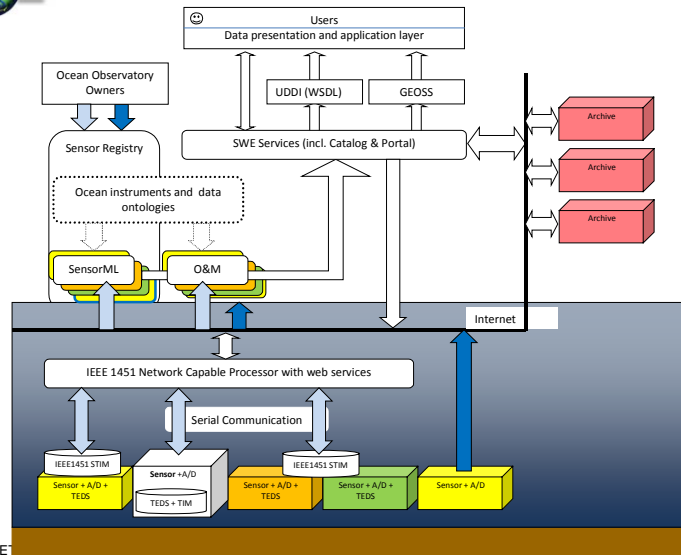 Users
Data presentation and application layer
Ocean Observatory
Owners
UDDI (WSDL)
GEOSS
Archive
Sensor Registry
SWE Services (incl. Catalog & Portal)
Archive
Ocean instruments and data
ontologies
Archive
SensorML
O&M
Internet
IEEE 1451 Network Capable Processor with web services
Serial Communication
IEEE1451 STIM
Sensor +A/D
IEEE1451 STIM
Sensor + A/D +
TEDS
TEDS + TIM
Sensor + A/D +
TEDS
Sensor + A/D +
TEDS
Sensor + A/D